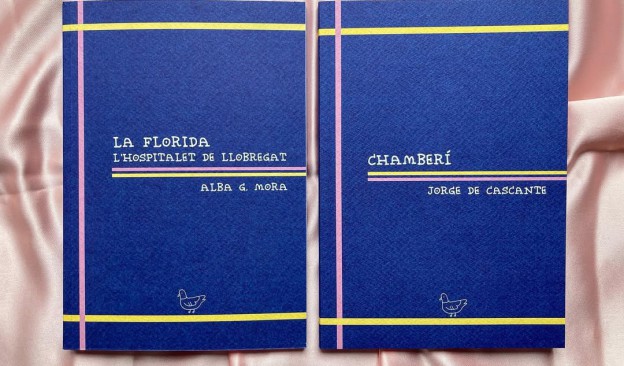 LA FLORIDA
L'HOSPITALET DE LLOBREGAT
ALBA G. MORA
CHAMBERÍ
JORGE DE CASCANTE